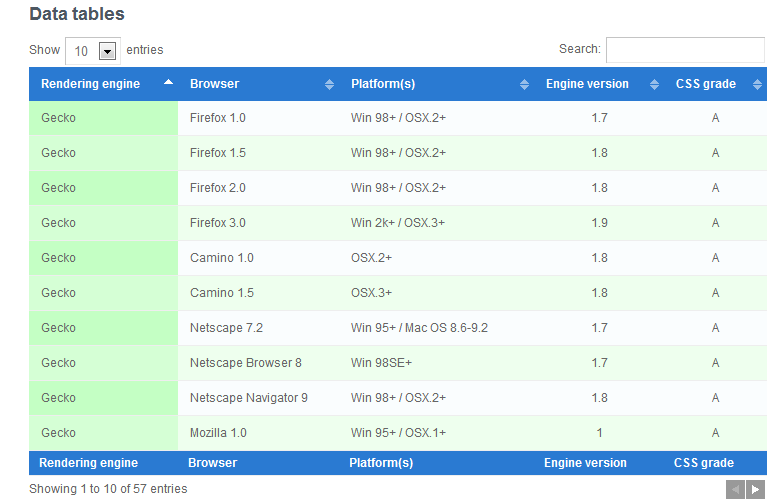 Data tables
Show 10 entries Search:
Rendering engine Browser Platform(s) Engine version CSS grade
Gecko Firefox 1.0 Win 98+ / OSX.2+ 1.7 A
Gecko Firefox 1.5 Win 98+ / OSX.2+ 1.8 A
Gecko Firefox 2.0 Win 98+ / OSX.2+ 1.8 A
Gecko Firefox 3.0 Win 2k+ / OSX.3+ 1.9 A
Gecko Camino 1.0 OSX.2+ 1.8 A
Gecko Camino 1.5 OSX.3+ 1.8 A
Gecko Netscape 7.2 Win 95+ / Mac OS 8.6-9.2 1.7 A
Gecko Netscape Browser 8 Win 98SE+ 1.7 A
Gecko Netscape Navigator 9 Win 98+ / OSX.2+ 1.8 A
Gecko Mozilla 1.0 Win 95+ / OSX.1+ 1 A
Rendering engine Browser Platform(s) Engine version CSS grade
Showing 1 to 10 of 57 entries